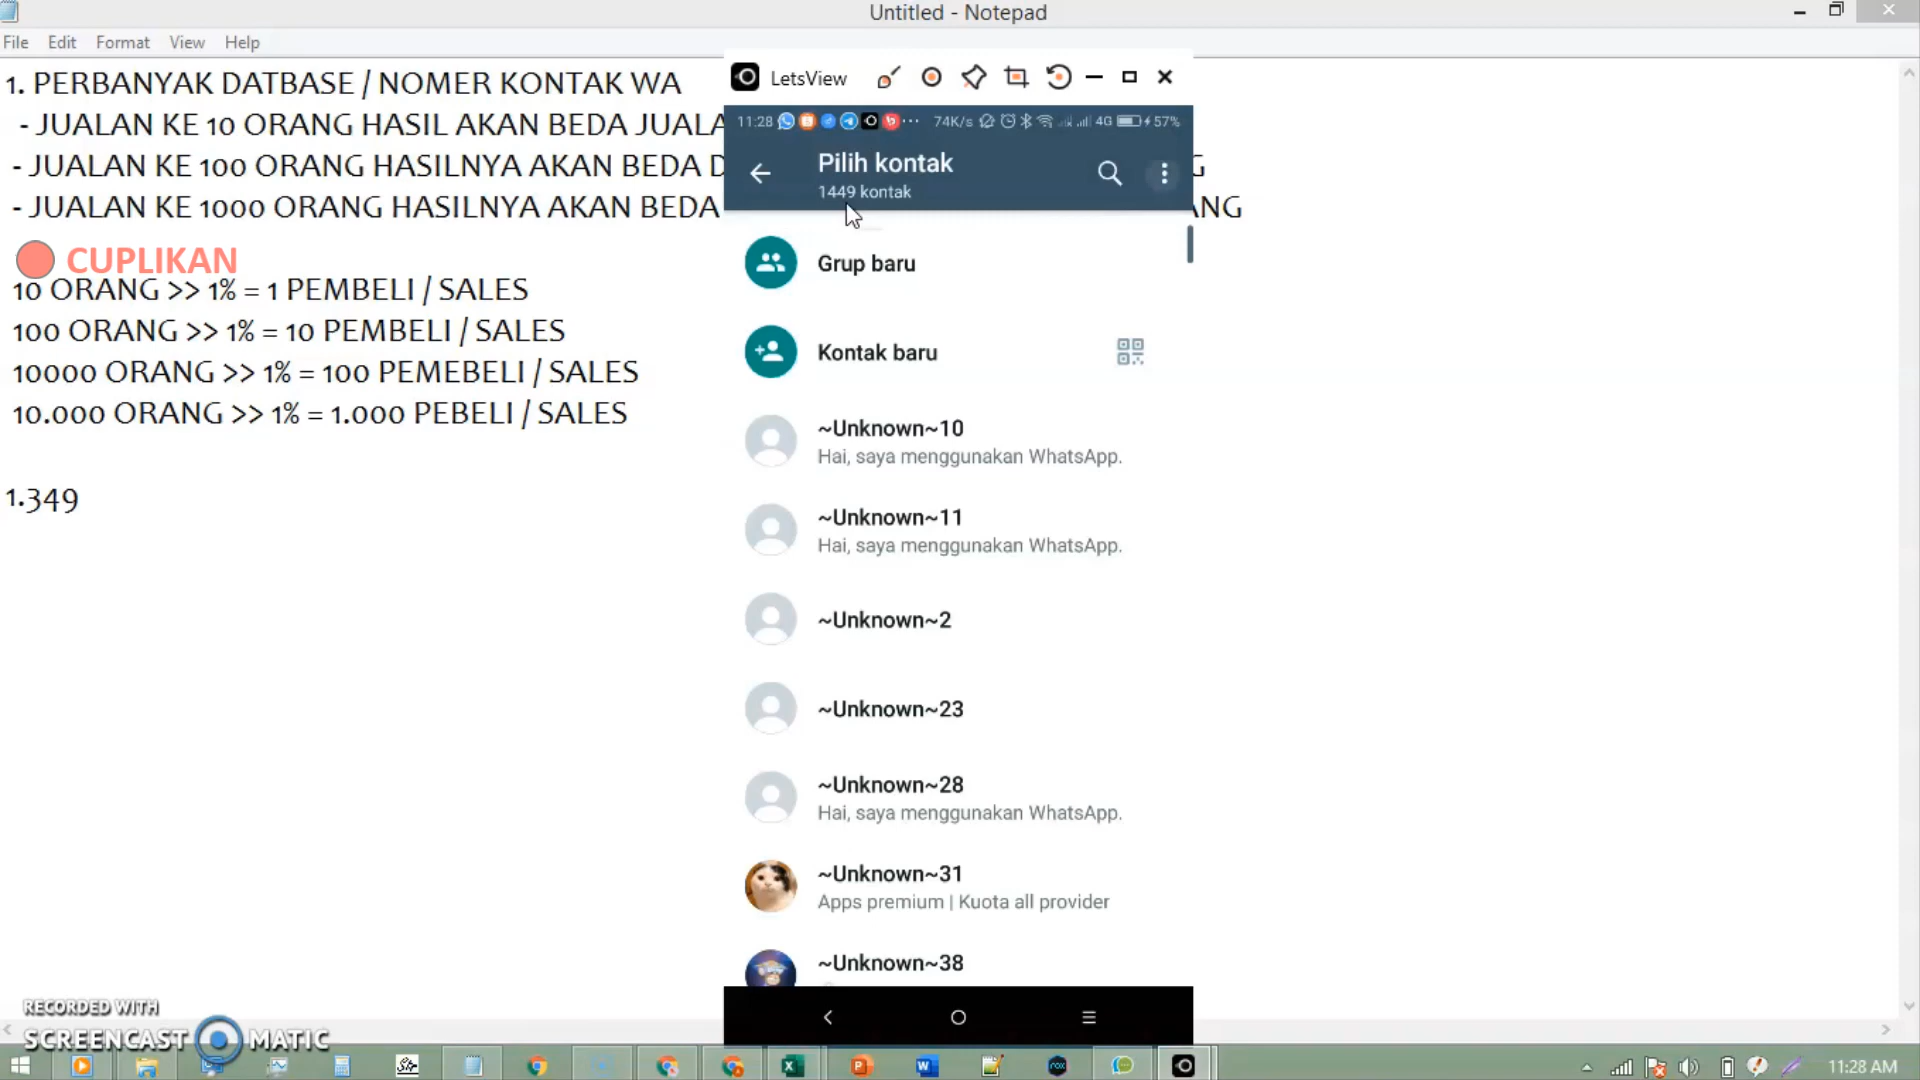 Untitled - Notepad
File Edit Format View Help
1. PERBANYAK DATBASE / NOMER KONTAK WA
- JUALAN KE 10 ORANG HASIL AKAN BEDA JUALA
- JUALAN KE 100 ORANG HASILNYA AKAN BEDA D G
- JUALAN KE 1000 ORANG HASILNYA AKAN BEDA ANG
CUPLIKAN
10 ORANG >> 1% = 1 PEMBELI / SALES
100 ORANG >> 1% = 10 PEMBELI / SALES
10000 ORANG >> 1% = 100 PEMEBELI / SALES
10.000 ORANG >> 1% = 1.000 PEBELI / SALES
1.349
LetsView
11:28 74K/s 4G 57%
Pilih kontak
1449 kontak
Grup baru
Kontak baru
~Unknown~10
Hai, saya menggunakan WhatsApp.
~Unknown~11
Hai, saya menggunakan WhatsApp.
~Unknown~2
~Unknown~23
~Unknown~28
Hai, saya menggunakan WhatsApp.
~Unknown~31
Apps premium | Kuota all provider
~Unknown~38
RECORDED WITH
SCREENCAST MATIC
11:28 AM